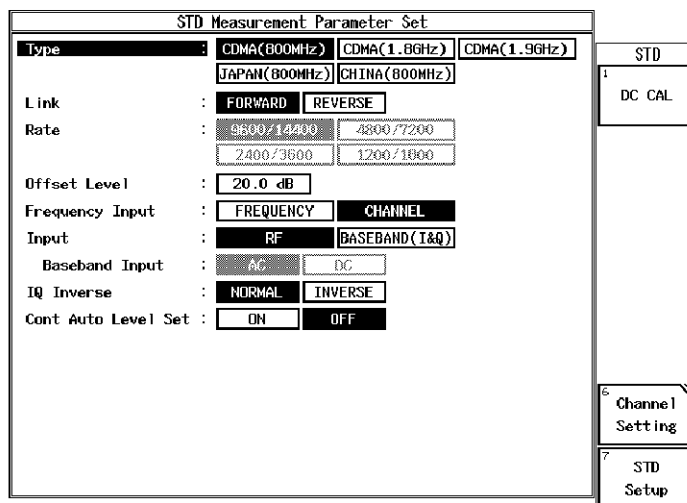 STD Measurement Parameter Set
Type : CDMA(800MHz) CDMA(1.8GHz) CDMA(1.9GHz)
JAPAN(800MHz) CHINA(800MHz)
Link : FORWARD REVERSE
Rate : 9600/14400 4800/7200
2400/3600 1200/1800
Offset Level : 20.0 dB
Frequency Input : FREQUENCY CHANNEL
Input : RF BASEBAND(I&Q)
Baseband Input : AC DC
IQ Inverse : NORMAL INVERSE
Cont Auto Level Set : ON OFF
STD
1
DC CAL
6
Channel
Setting
7
STD
Setup